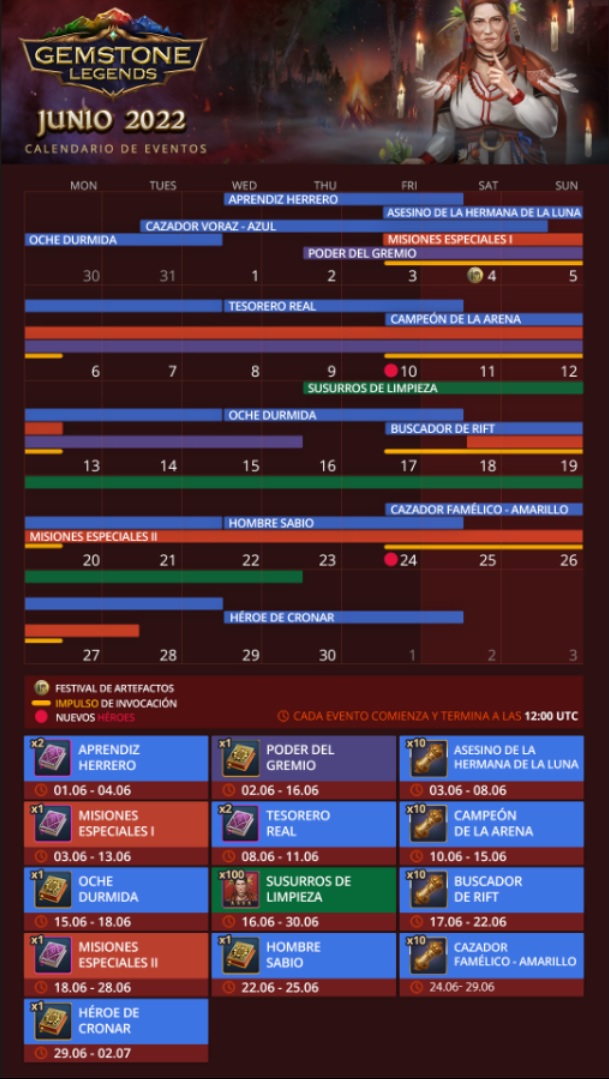 GEMSTONE
LEGENDS
JUNIO 2022
CALENDARIO DE EVENTOS
MON TUES WED THU FRI SAT SUN
APRENDIZ HERRERO
ASESINO DE LA HERMANA DE LA LUNA
CAZADOR VORAZ - AZUL
OCHE DURMIDA
MISIONES ESPECIALES I
PODER DEL GREMIO
30 31 1 2 3 4 5
TESORERO REAL
CAMPEÓN DE LA ARENA
6 7 8 9 10 11 12
SUSURROS DE LIMPIEZA
OCHE DURMIDA
BUSCADOR DE RIFT
13 14 15 16 17 18 19
CAZADOR FAMÉLICO - AMARILLO
HOMBRE SABIO
MISIONES ESPECIALES II
20 21 22 23 24 25 26
HÉROE DE CRONAR
27 28 29 30 1 2 3
FESTIVAL DE ARTEFACTOS
IMPULSO DE INVOCACIÓN
NUEVOS HÉROES
CADA EVENTO COMIENZA Y TERMINA A LAS 12:00 UTC
x2
APRENDIZ
HERRERO
01.06 - 04.06
x1
PODER DEL
GREMIO
02.06 - 16.06
x10
ASESINO DE LA
HERMANA DE LA LUNA
03.06 - 08.06
x1
MISIONES
ESPECIALES I
03.06 - 13.06
x2
TESORERO
REAL
08.06 - 11.06
x10
CAMPEÓN
DE LA ARENA
10.06 - 15.06
x1
OCHE
DURMIDA
15.06 - 18.06
x100
SUSURROS DE
LIMPIEZA
16.06 - 30.06
x10
BUSCADOR
DE RIFT
17.06 - 22.06
x1
MISIONES
ESPECIALES II
18.06 - 28.06
x1
HOMBRE
SABIO
22.06 - 25.06
x10
CAZADOR
FAMÉLICO - AMARILLO
24.06- 29.06
x1
HÉROE DE
CRONAR
29.06 - 02.07